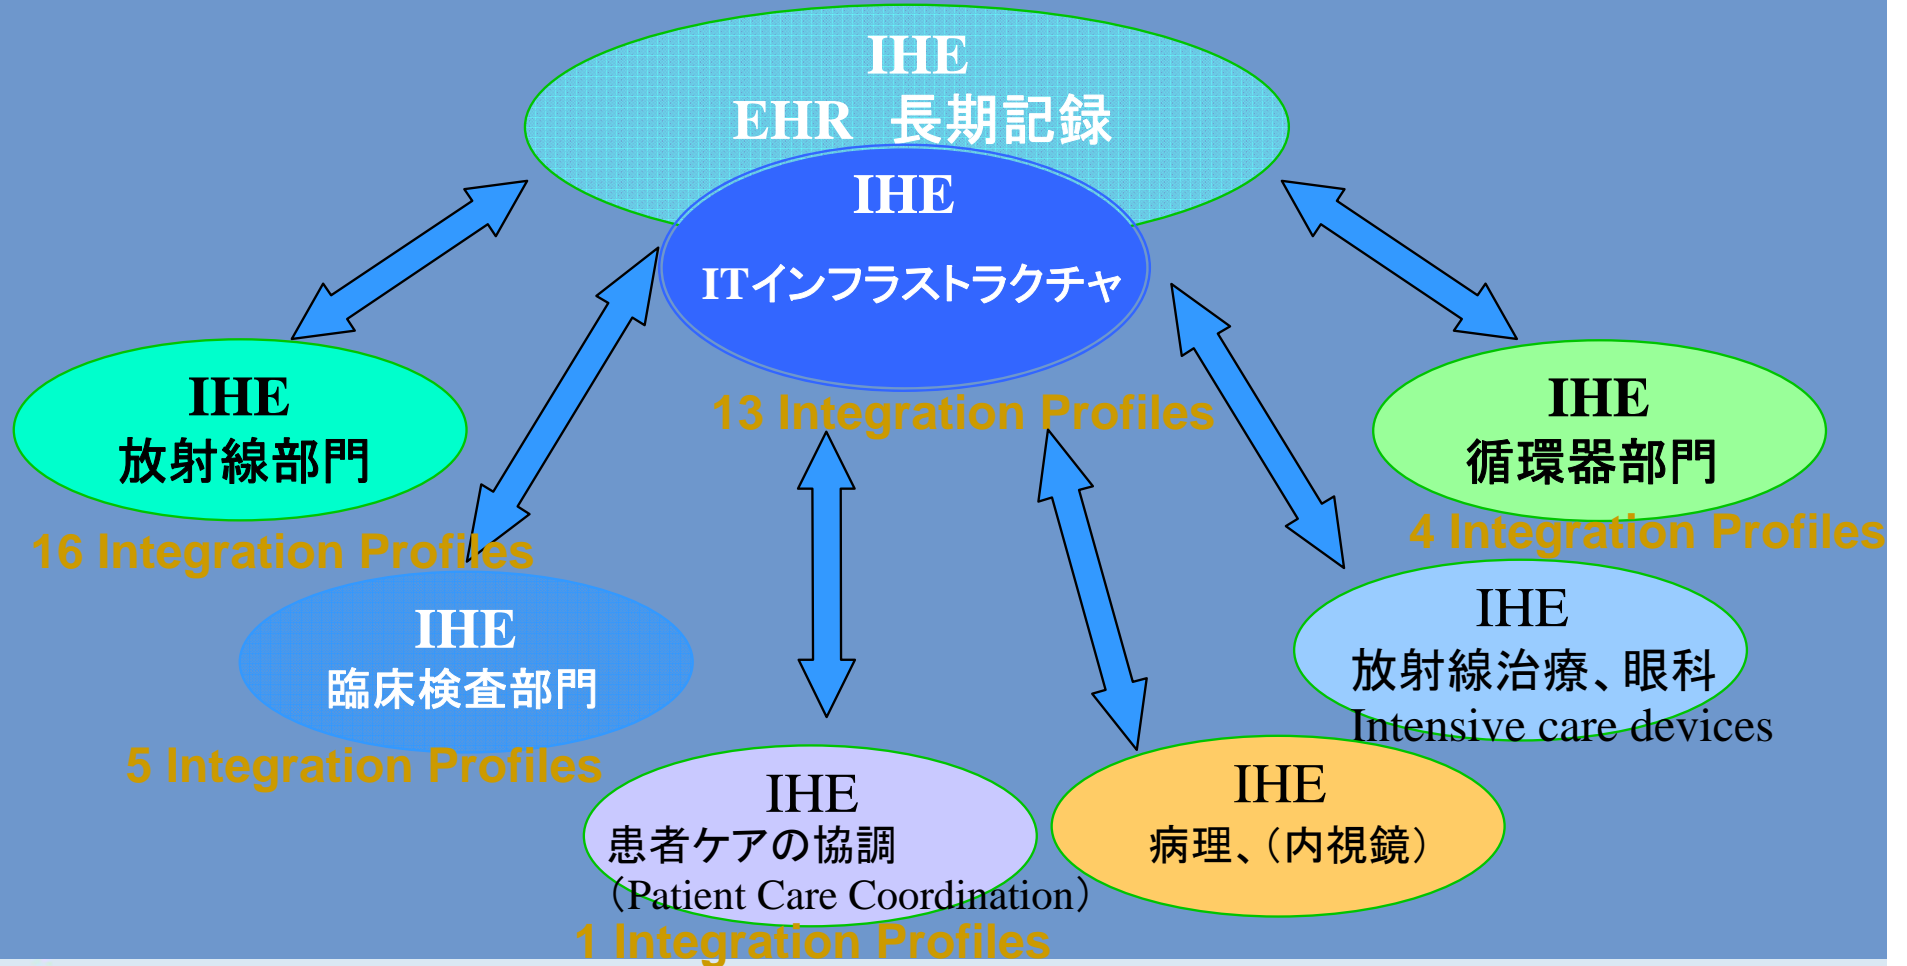 IHE
EHR　長期記録
IHE
ITインフラストラクチャ
13 Integration Profiles
IHE
放射線部門
16 Integration Profiles
IHE
循環器部門
4 Integration Profiles
IHE
臨床検査部門
5 Integration Profiles
IHE
放射線治療、眼科
Intensive care devices
IHE
患者ケアの協調
（Patient Care Coordination）
1 Integration Profiles
IHE
病理、（内視鏡）